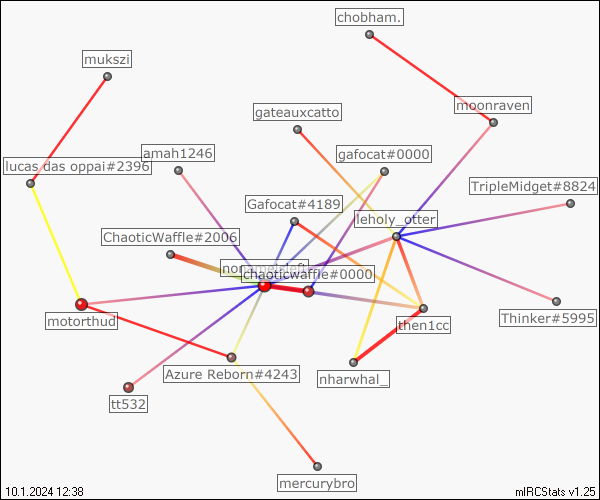 chobham.
mukszi
moonraven
gateauxcatto
amah1246
gafocat#0000
lucas das oppai#2396
TripleMidget#8824
Gafocat#4189
leholy_otter
ChaoticWaffle#2006
chaoticwaffle#0000
motorthud
then1cc
Thinker#5995
Azure Reborn#4243
nharwhal_
tt532
mercurybro
10.1.2024 12:38
mIRCStats v1.25